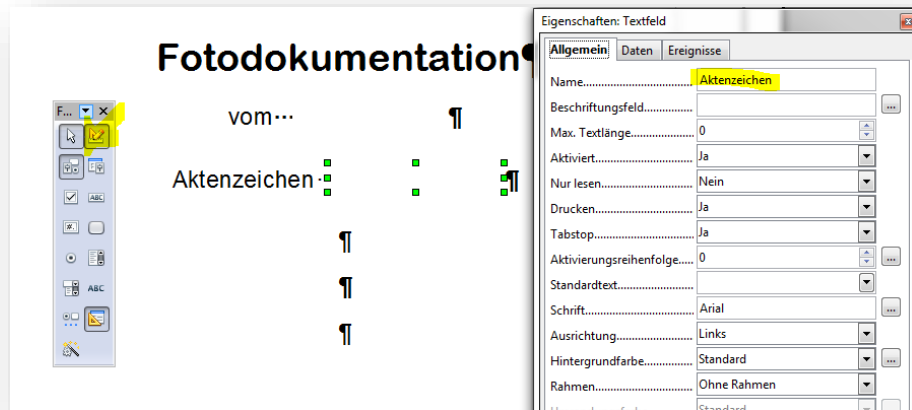 Fotodokumentation¶
vom··· ¶
Aktenzeichen·¶
¶
¶
¶
F...
ABC
ABC
Eigenschaften: Textfeld
Allgemein Daten Ereignisse
Name Aktenzeichen
Beschriftungsfeld ...
Max. Textlänge 0
Aktiviert Ja
Nur lesen Nein
Drucken Ja
Tabstop Ja
Aktivierungsreihenfolge 0 ...
Standardtext
Schrift Arial ...
Ausrichtung Links
Hintergrundfarbe Standard ...
Rahmen Ohne Rahmen
Standard